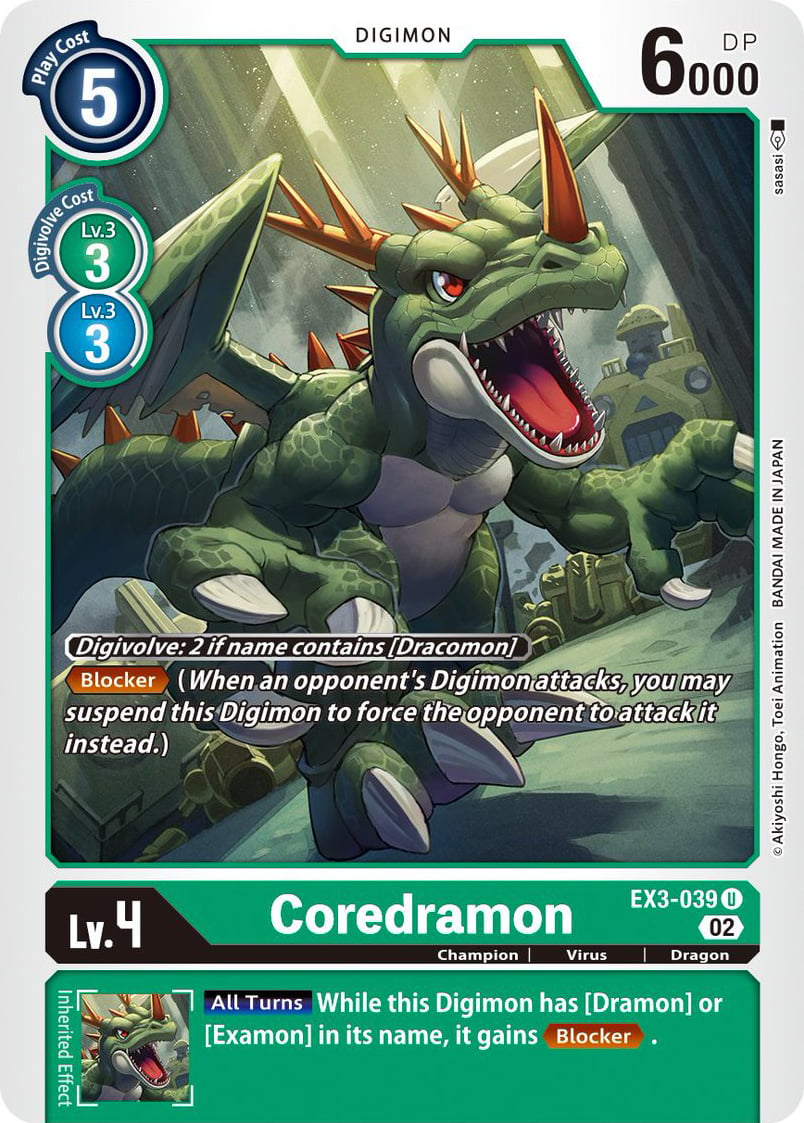 DIGIMON
Play Cost
5
6000
DP
Digivolve Cost
Lv.3
3
Lv.3
3
sasasi
Digivolve: 2 if name contains [Dracomon]
Blocker (When an opponent's Digimon attacks, you may
suspend this Digimon to force the opponent to attack it
instead.)
© Akiyoshi Hongo, Toei Animation BANDAI MADE IN JAPAN
Lv.4
Coredramon
EX3-039 U
02
Champion | Virus | Dragon
Inherited Effect
All Turns While this Digimon has [Dramon] or
[Examon] in its name, it gains Blocker .